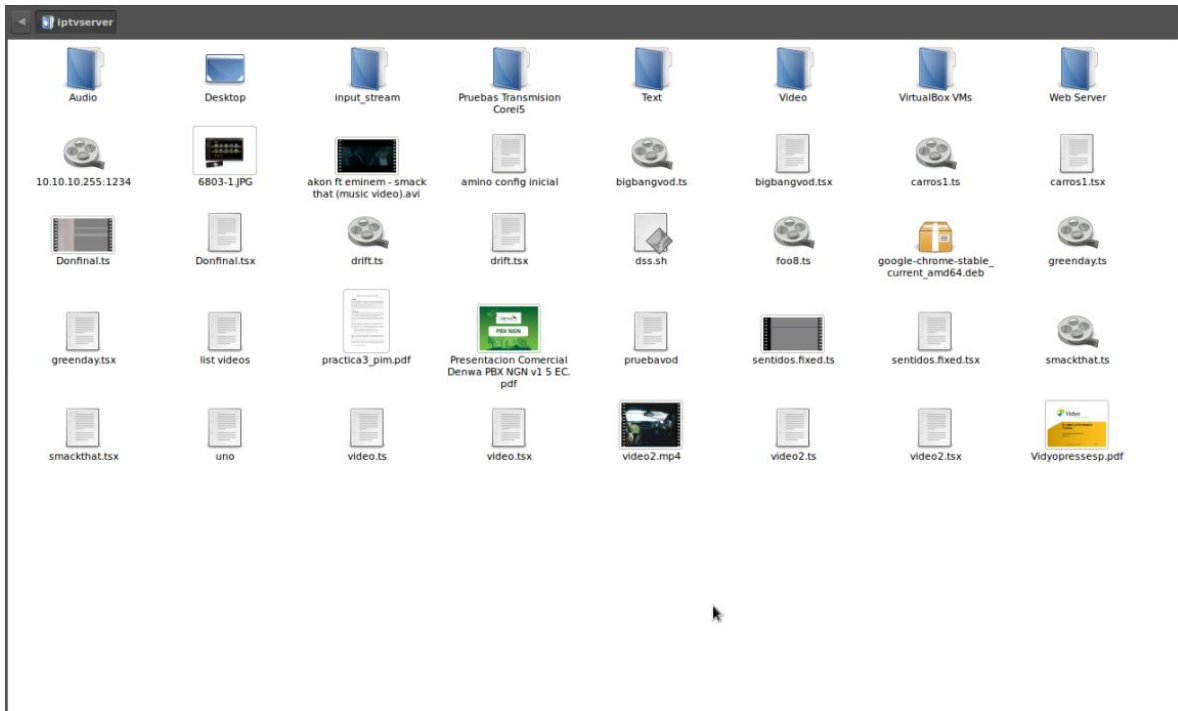 iptvserver
Audio
Desktop
input_stream
Pruebas Transmision
Corei5
Text
Video
VirtualBox VMs
Web Server
10.10.10.255:1234
6803-1.JPG
akon ft eminem - smack
that (music video).avi
amino config inicial
bigbangvod.ts
bigbangvod.tsx
carros1.ts
carros1.tsx
Donfinal.ts
Donfinal.tsx
drift.ts
drift.tsx
dss.sh
foo8.ts
google-chrome-stable_
current_amd64.deb
greenday.ts
greenday.tsx
list videos
practica3_pim.pdf
PBX NGN
Presentacion Comercial
Denwa PBX NGN v1 5 EC.
pdf
pruebavod
sentidos.fixed.ts
sentidos.fixed.tsx
smackthat.ts
smackthat.tsx
uno
video.ts
video.tsx
video2.mp4
video2.ts
video2.tsx
Vidyo
Vidyopressesp.pdf